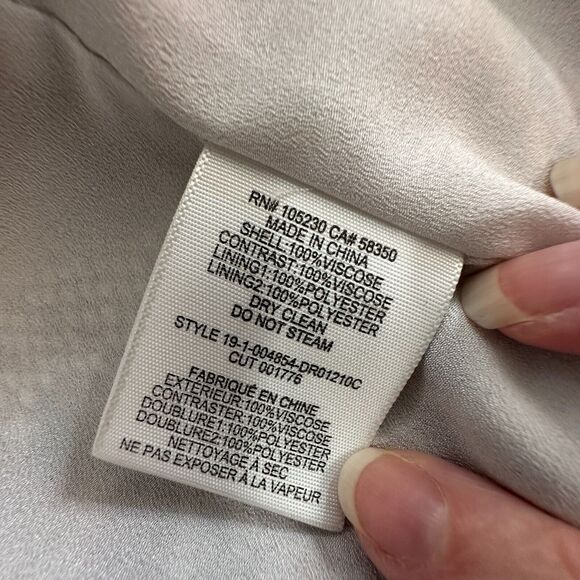 RN# 105230 CA# 58350
MADE IN CHINA
SHELL:100%VISCOSE
CONTRAST:100%VISCOSE
LINING1:100%POLYESTER
LINING2:100%POLYESTER
DRY CLEAN
DO NOT STEAM
STYLE 19-1-004854-DR01210C
CUT 001776
FABRIQUÉ EN CHINE
EXTÉRIEUR:100%VISCOSE
CONTRASTER:100%VISCOSE
DOUBLURE1:100%POLYESTER
DOUBLURE2:100%POLYESTER
NETTOYAGE À SEC
NE PAS EXPOSER À LA VAPEUR